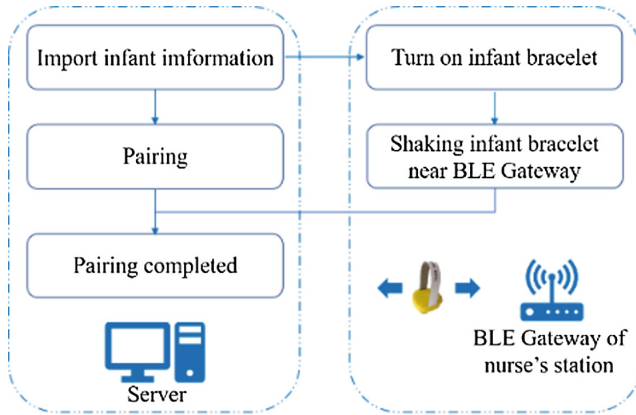 Import infant imformation
Turn on infant bracelet
Pairing
Shaking infant bracelet
near BLE Gateway
Pairing completed
Server
BLE Gateway of
nurse's station